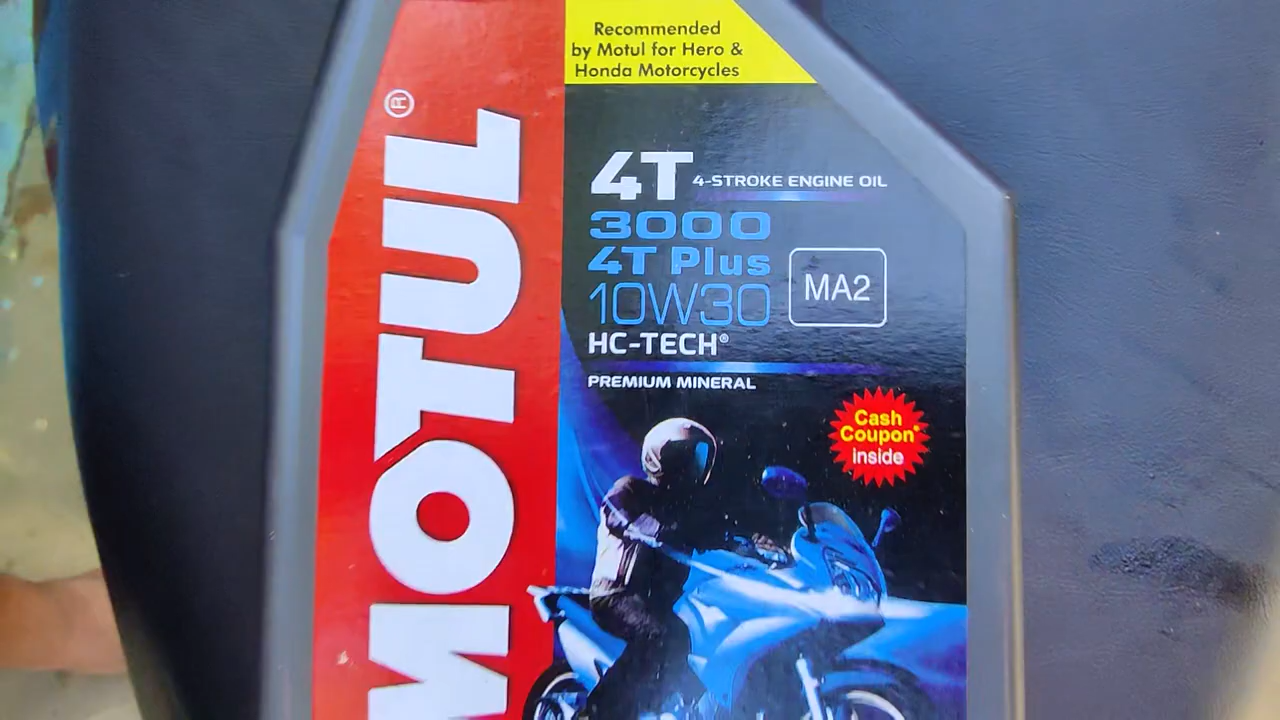 Recommended
by Motul for Hero &
Honda Motorcycles
MOTUL®
4T 4-STROKE ENGINE OIL
3000
4T Plus
10W30
MA2
HC-TECH®
PREMIUM MINERAL
Cash
Coupon*
inside